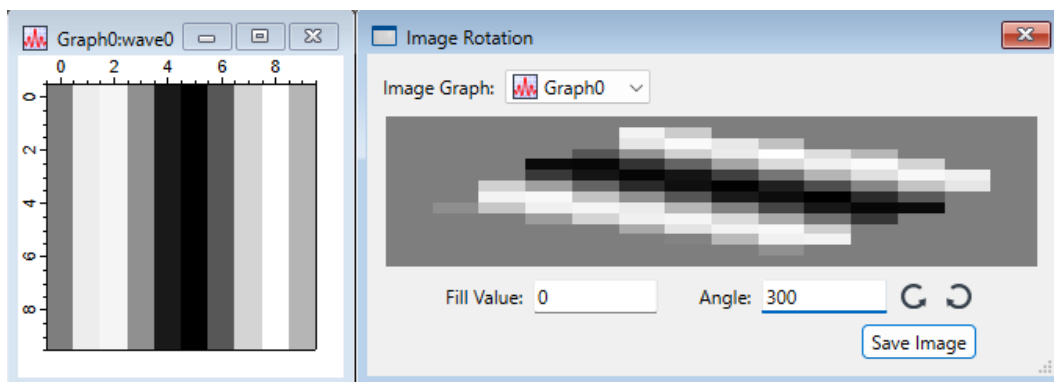 Graph0:wave0
0 2 4 6 8
0
2
4
6
8
Image Rotation
Image Graph: Graph0
Fill Value: 0 Angle: 300
Save Image